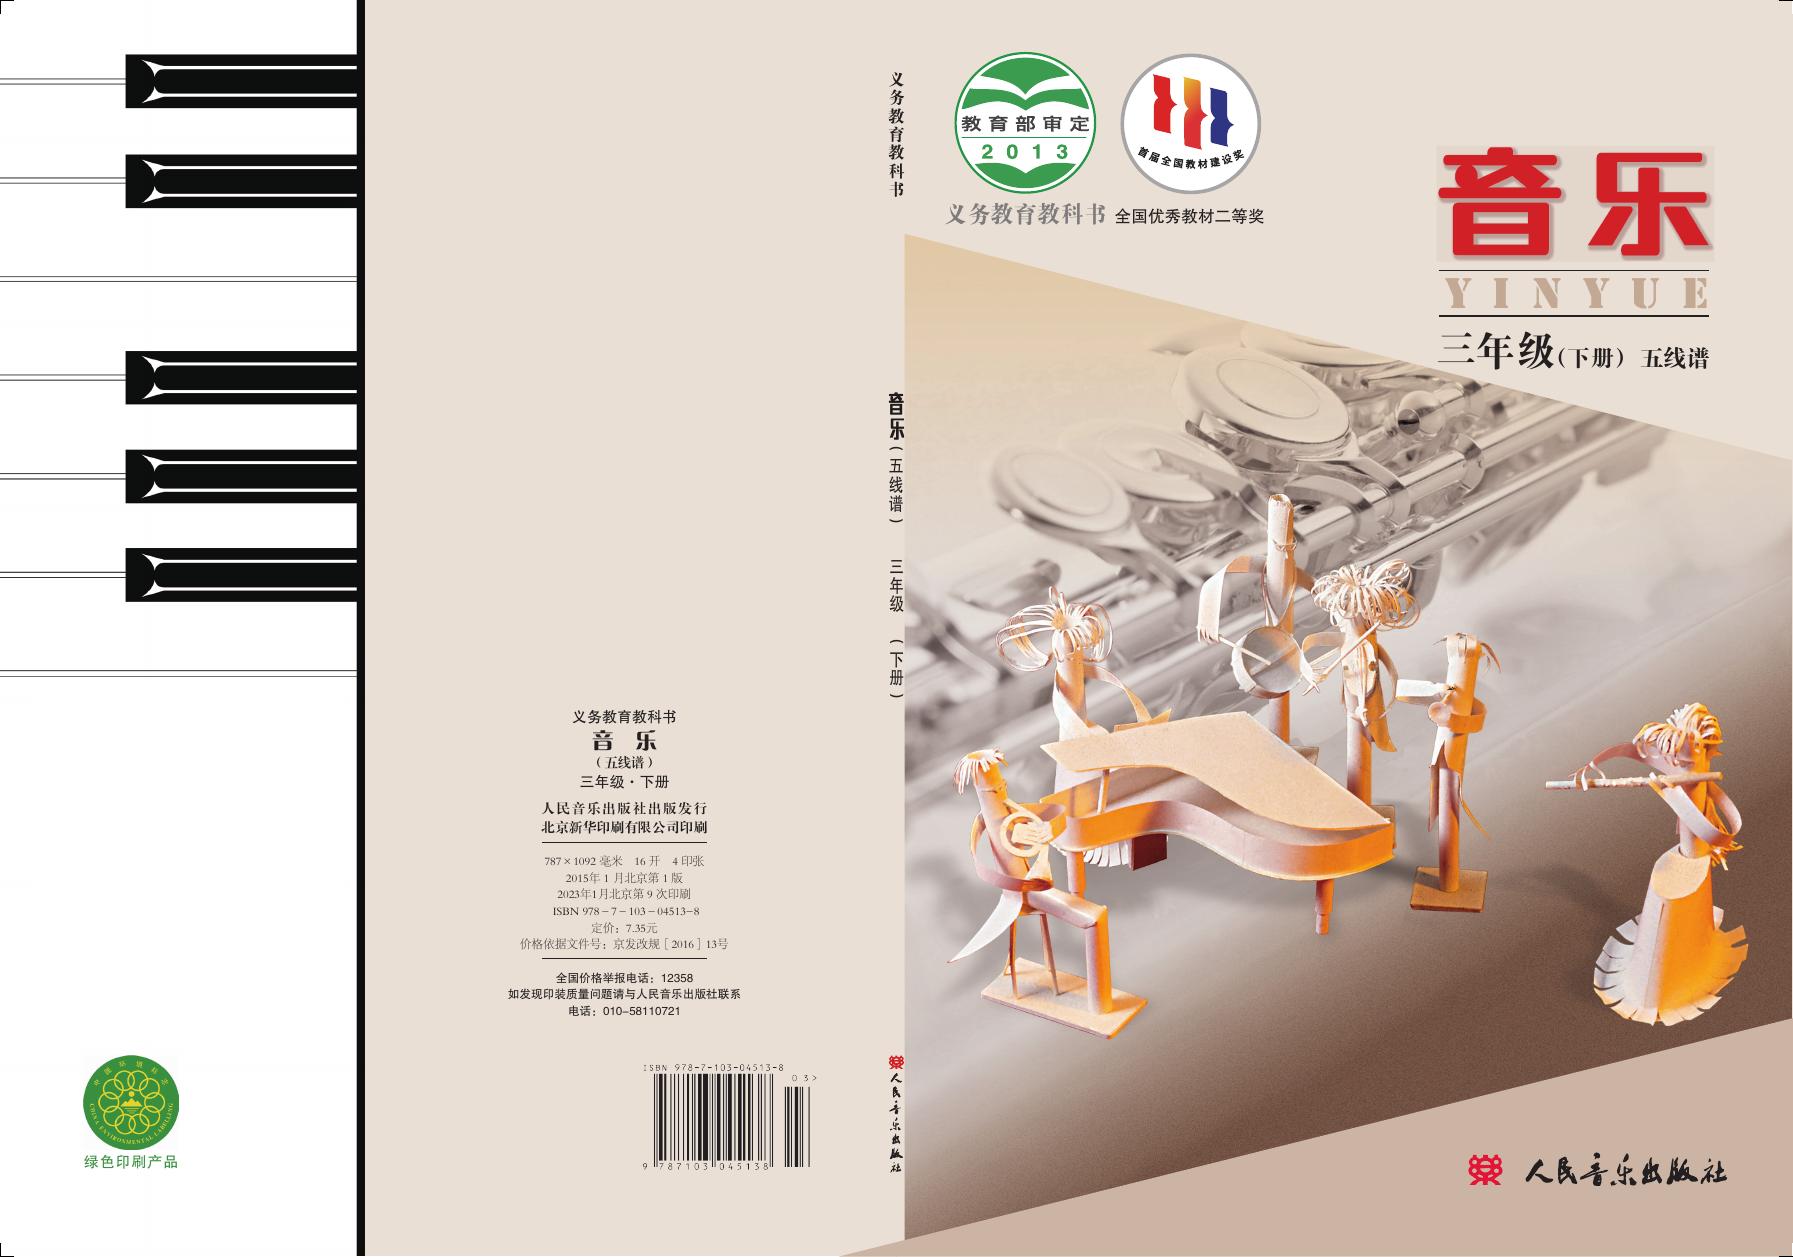 教育部审定
2013
首届全国教材建设奖
义务教育教科书
全国优秀教材二等奖
音乐
YINYUE
三年级(下册) 五线谱
人民音乐出版社
义务教育教科书
音乐(五线谱) 三年级 (下册)
人民音乐出版社
义务教育教科书
音 乐
(五线谱)
三年级·下册
人民音乐出版社出版发行
北京新华印刷有限公司印刷
787×1092 毫米 16 开 4 印张
2015年 1 月北京第 1 版
2023年1月北京第 9 次印刷
ISBN 978-7-103-04513-8
定价:7.35元
价格依据文件号:京发改规[2016]13号
全国价格举报电话:12358
如发现印装质量问题请与人民音乐出版社联系
电话:010-58110721
ISBN 978-7-103-04513-8
03>
9 787103 045138
中国环境标志
CHINA ENVIRONMENTAL LABELLING
绿色印刷产品